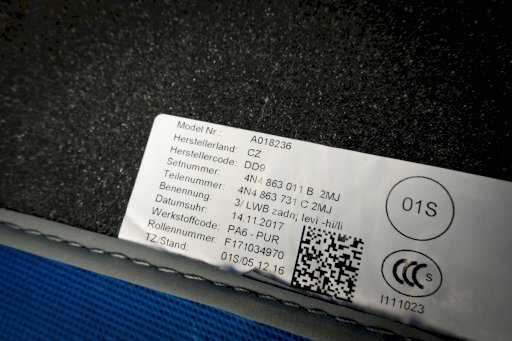 Model Nr.: A018236
Herstellerland: CZ
Herstellercode: DD9
Setnummer: 4N4 863 011 B 2MJ
Teilenummer: 4N4 863 731 C 2MJ
Benennung: 3/ LWB zadn, levi -hi/li
Datumsuhr: 14.11.2017
Werkstoffcode: PA6 - PUR
Rollennummer: F171034970
TZ/Stand: 01S/05.12.16
01S
CCC S
I111023